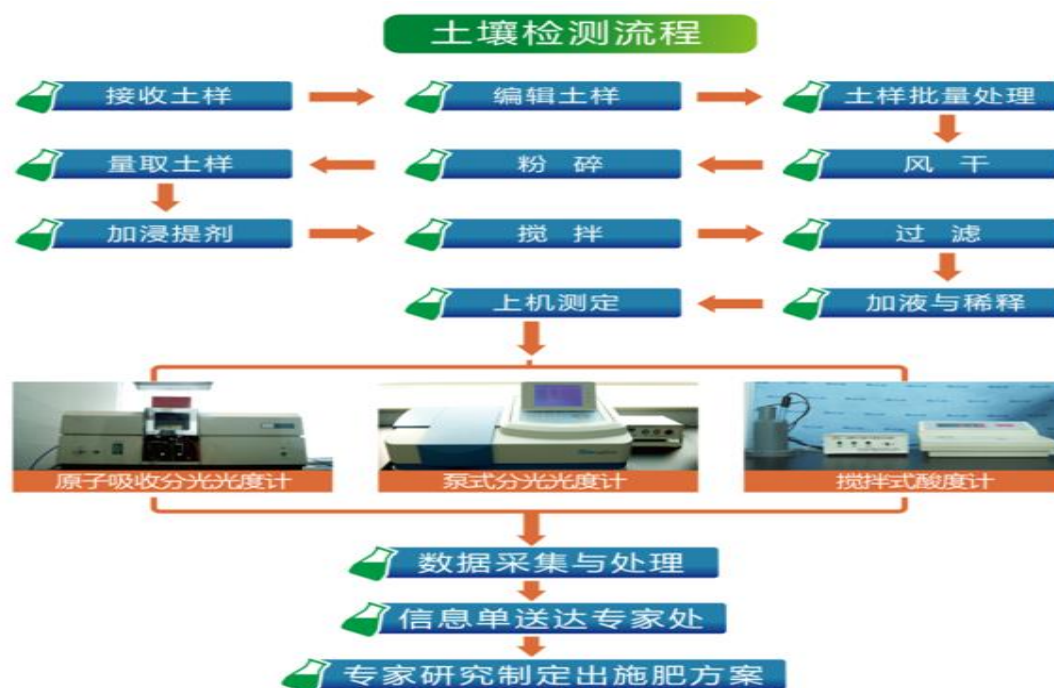 土壤检测流程
接收土样
编辑土样
土样批量处理
风干
粉碎
量取土样
加浸提剂
搅拌
过滤
加液与稀释
上机测定
原子吸收分光光度计
泵式分光光度计
搅拌式酸度计
数据采集与处理
信息单送达专家处
专家研究制定出施肥方案